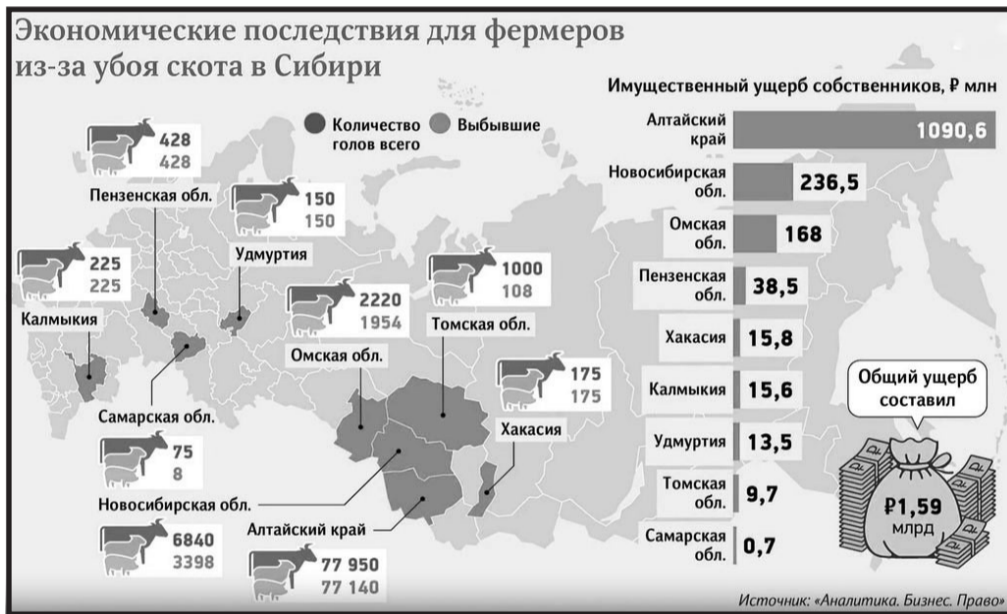 Экономические последствия для фермеров
из-за убоя скота в Сибири
Количество
голов всего
Выбывшие
428
428
Пензенская обл.
150
150
Удмуртия
225
225
Калмыкия
2220
1954
Омская обл.
1000
108
Томская обл.
175
175
Хакасия
Самарская обл.
75
8
Новосибирская обл.
6840
3398
Алтайский край
77 950
77 140
Имущественный ущерб собственников, ₽ млн
Алтайский
край
1090,6
Новосибирская
обл.
236,5
Омская
обл.
168
Пензенская
обл.
38,5
Хакасия
15,8
Калмыкия
15,6
Удмуртия
13,5
Томская
обл.
9,7
Самарская
обл.
0,7
Общий ущерб
составил
₽1,59
млрд
Источник: «Аналитика. Бизнес. Право»